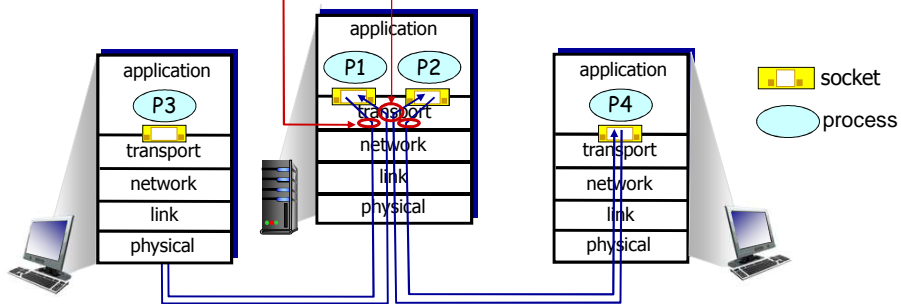 application
P3
transport
network
link
physical
application
P1 P2
transport
network
link
physical
application
P4
transport
network
link
physical
socket
process